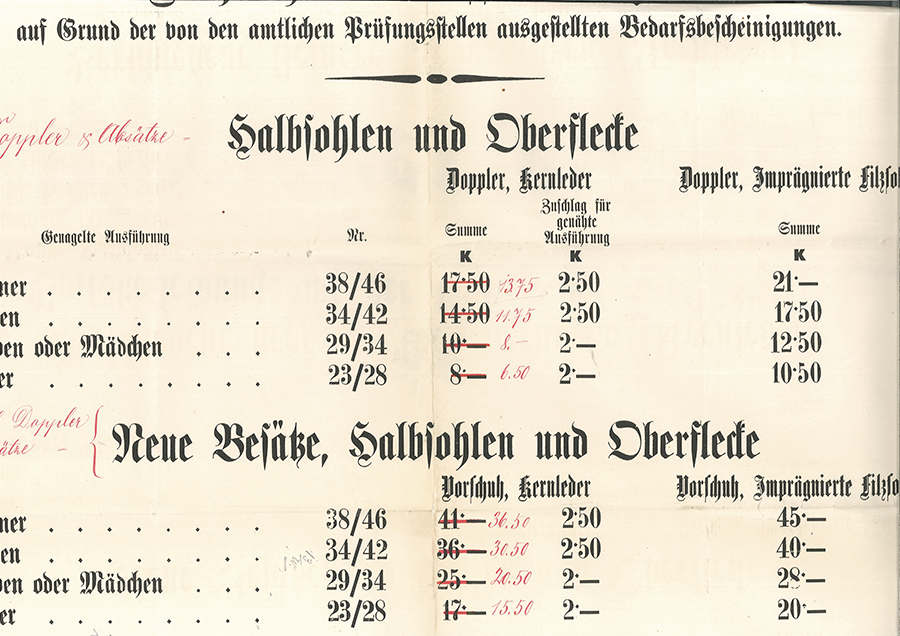 auf Grund der von den amtlichen Prüfungsstellen ausgestellten Bedarfsbescheinigungen.
Doppler & Absätze –
Halbsohlen und Oberflecke
Doppler, Kernleder Doppler, Imprägnierte Filzso
Genagelte Ausführung Nr. Summe Zuschlag für genähte Ausführung Summe
K K K
ner . . . . . . . . 38/46 17·50 13.75 2·50 21·—
en . . . . . . . . 34/42 14·50 11.75 2·50 17·50
ben oder Mädchen . . . 29/34 10·— 8.– 2·— 12·50
er . . . . . . . . 23/28 8·— 6.50 2·— 10·50
Doppler
ätze –
Neue Besätze, Halbsohlen und Oberflecke
Vorschuh, Kernleder Vorschuh, Imprägnierte Filzso
ner . . . . . . . . 38/46 41·— 36.50 2·50 45·—
en . . . . . . . . 34/42 36·— 30.50 2·50 40·—
ben oder Mädchen . . . 29/34 25·— 20.50 2·— 28·—
er . . . . . . . . 23/28 17·— 15.50 2·— 20·—